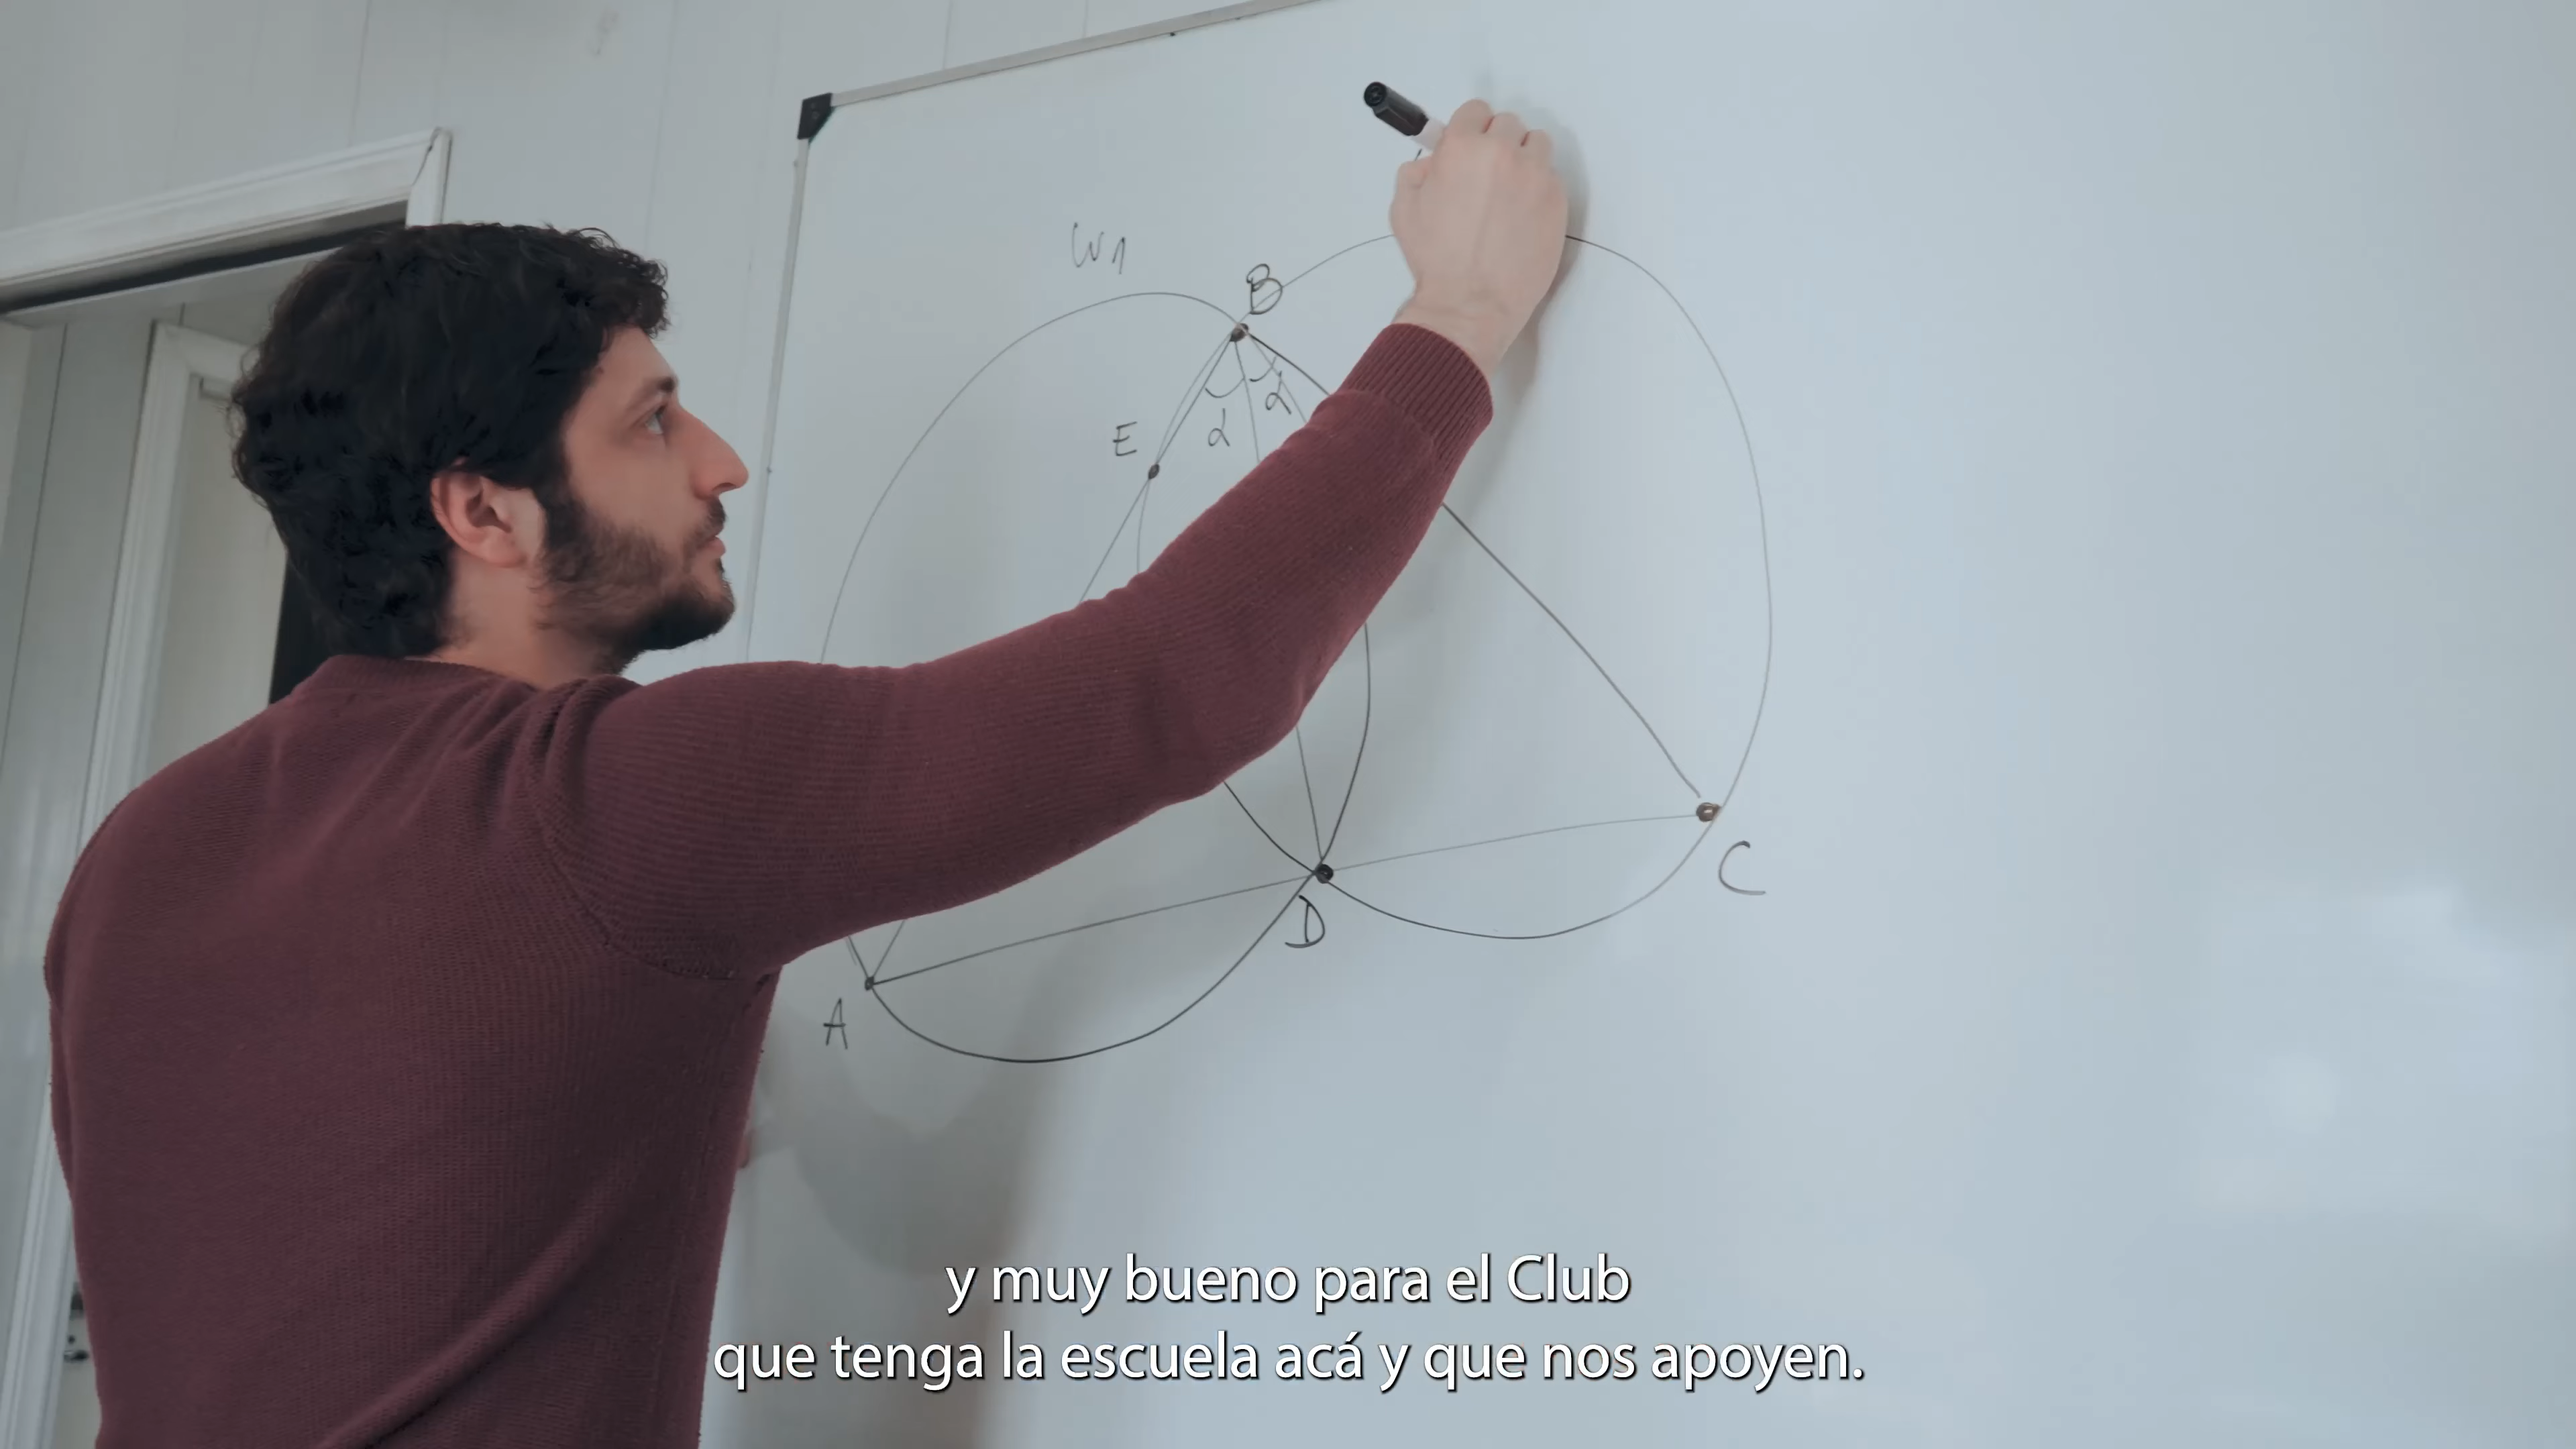 W1
B
α α
E
C
D
A
y muy bueno para el Club
que tenga la escuela acá y que nos apoyen.